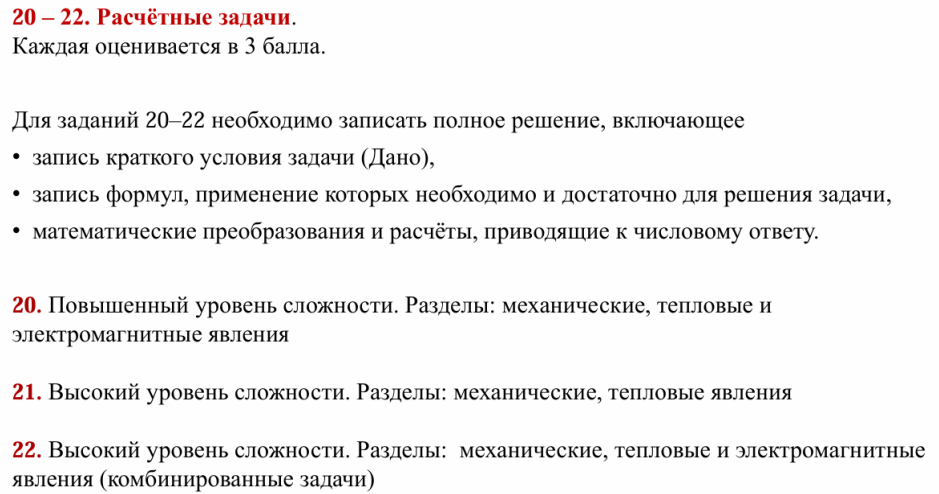 20 – 22. Расчётные задачи.
Каждая оценивается в 3 балла.
Для заданий 20–22 необходимо записать полное решение, включающее
• запись краткого условия задачи (Дано),
• запись формул, применение которых необходимо и достаточно для решения задачи,
• математические преобразования и расчёты, приводящие к числовому ответу.
20. Повышенный уровень сложности. Разделы: механические, тепловые и
электромагнитные явления
21. Высокий уровень сложности. Разделы: механические, тепловые явления
22. Высокий уровень сложности. Разделы: механические, тепловые и электромагнитные
явления (комбинированные задачи)